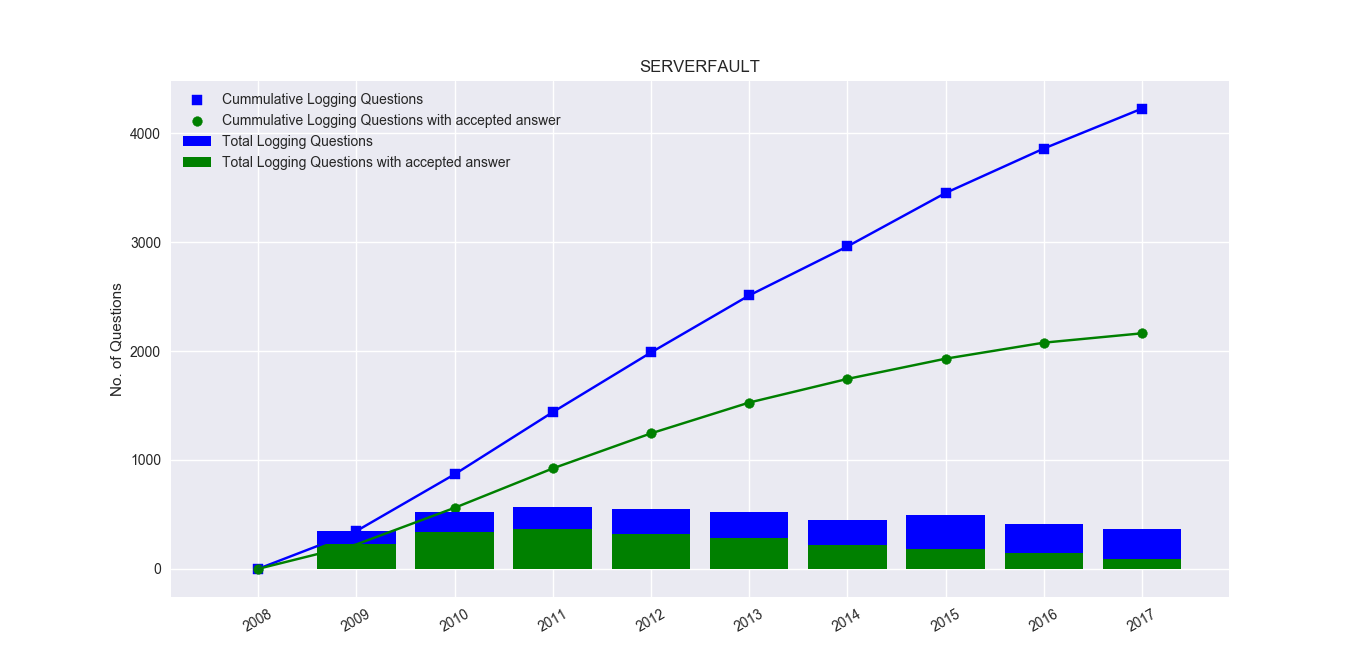 SERVERFAULT
Cummulative Logging Questions
Cummulative Logging Questions with accepted answer
Total Logging Questions
Total Logging Questions with accepted answer
4000
3000
2000
1000
0
No. of Questions
2008 2009 2010 2011 2012 2013 2014 2015 2016 2017